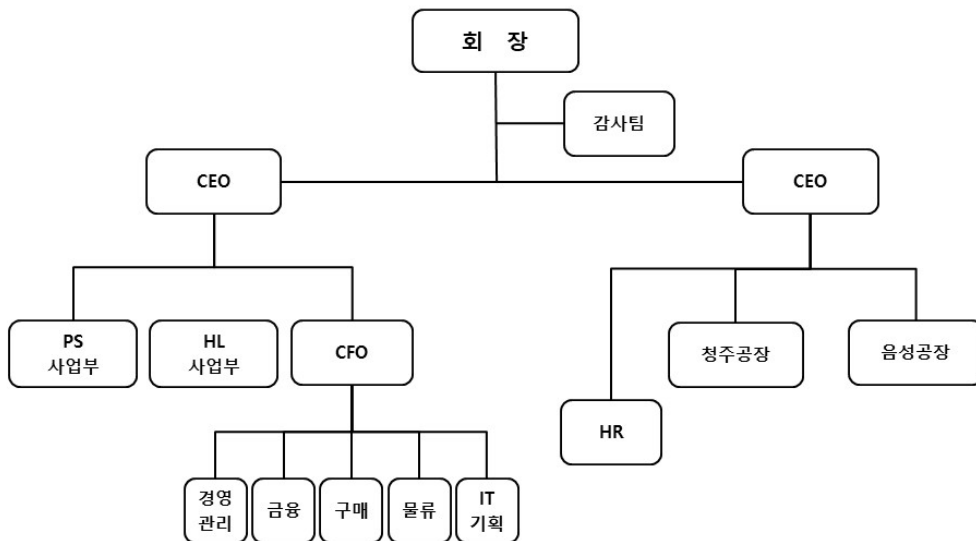 회 장
감사팀
CEO
CEO
PS
사업부
HL
사업부
CFO
청주공장
음성공장
HR
경영
관리
금융
구매
물류
IT
기획